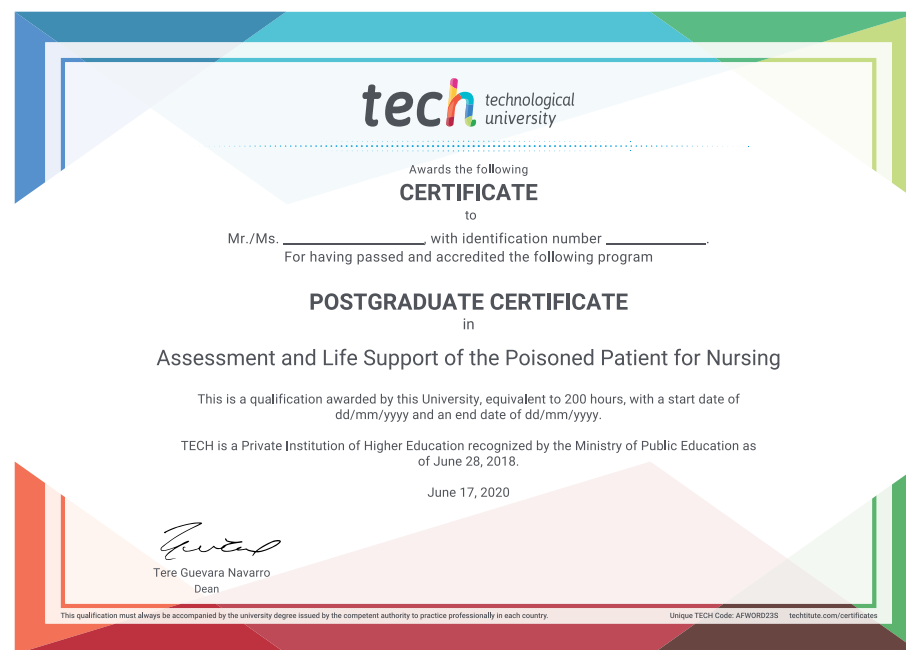 tech technological
university
Awards the following
CERTIFICATE
to
Mr./Ms. _________________, with identification number ____________.
For having passed and accredited the following program
POSTGRADUATE CERTIFICATE
in
Assessment and Life Support of the Poisoned Patient for Nursing
This is a qualification awarded by this University, equivalent to 200 hours, with a start date of
dd/mm/yyyy and an end date of dd/mm/yyyy.
TECH is a Private Institution of Higher Education recognized by the Ministry of Public Education as
of June 28, 2018.
June 17, 2020
Tere Guevara Navarro
Dean
This qualification must always be accompanied by the university degree issued by the competent authority to practice professionally in each country. Unique TECH Code: AFWORD23S techtitute.com/certificates